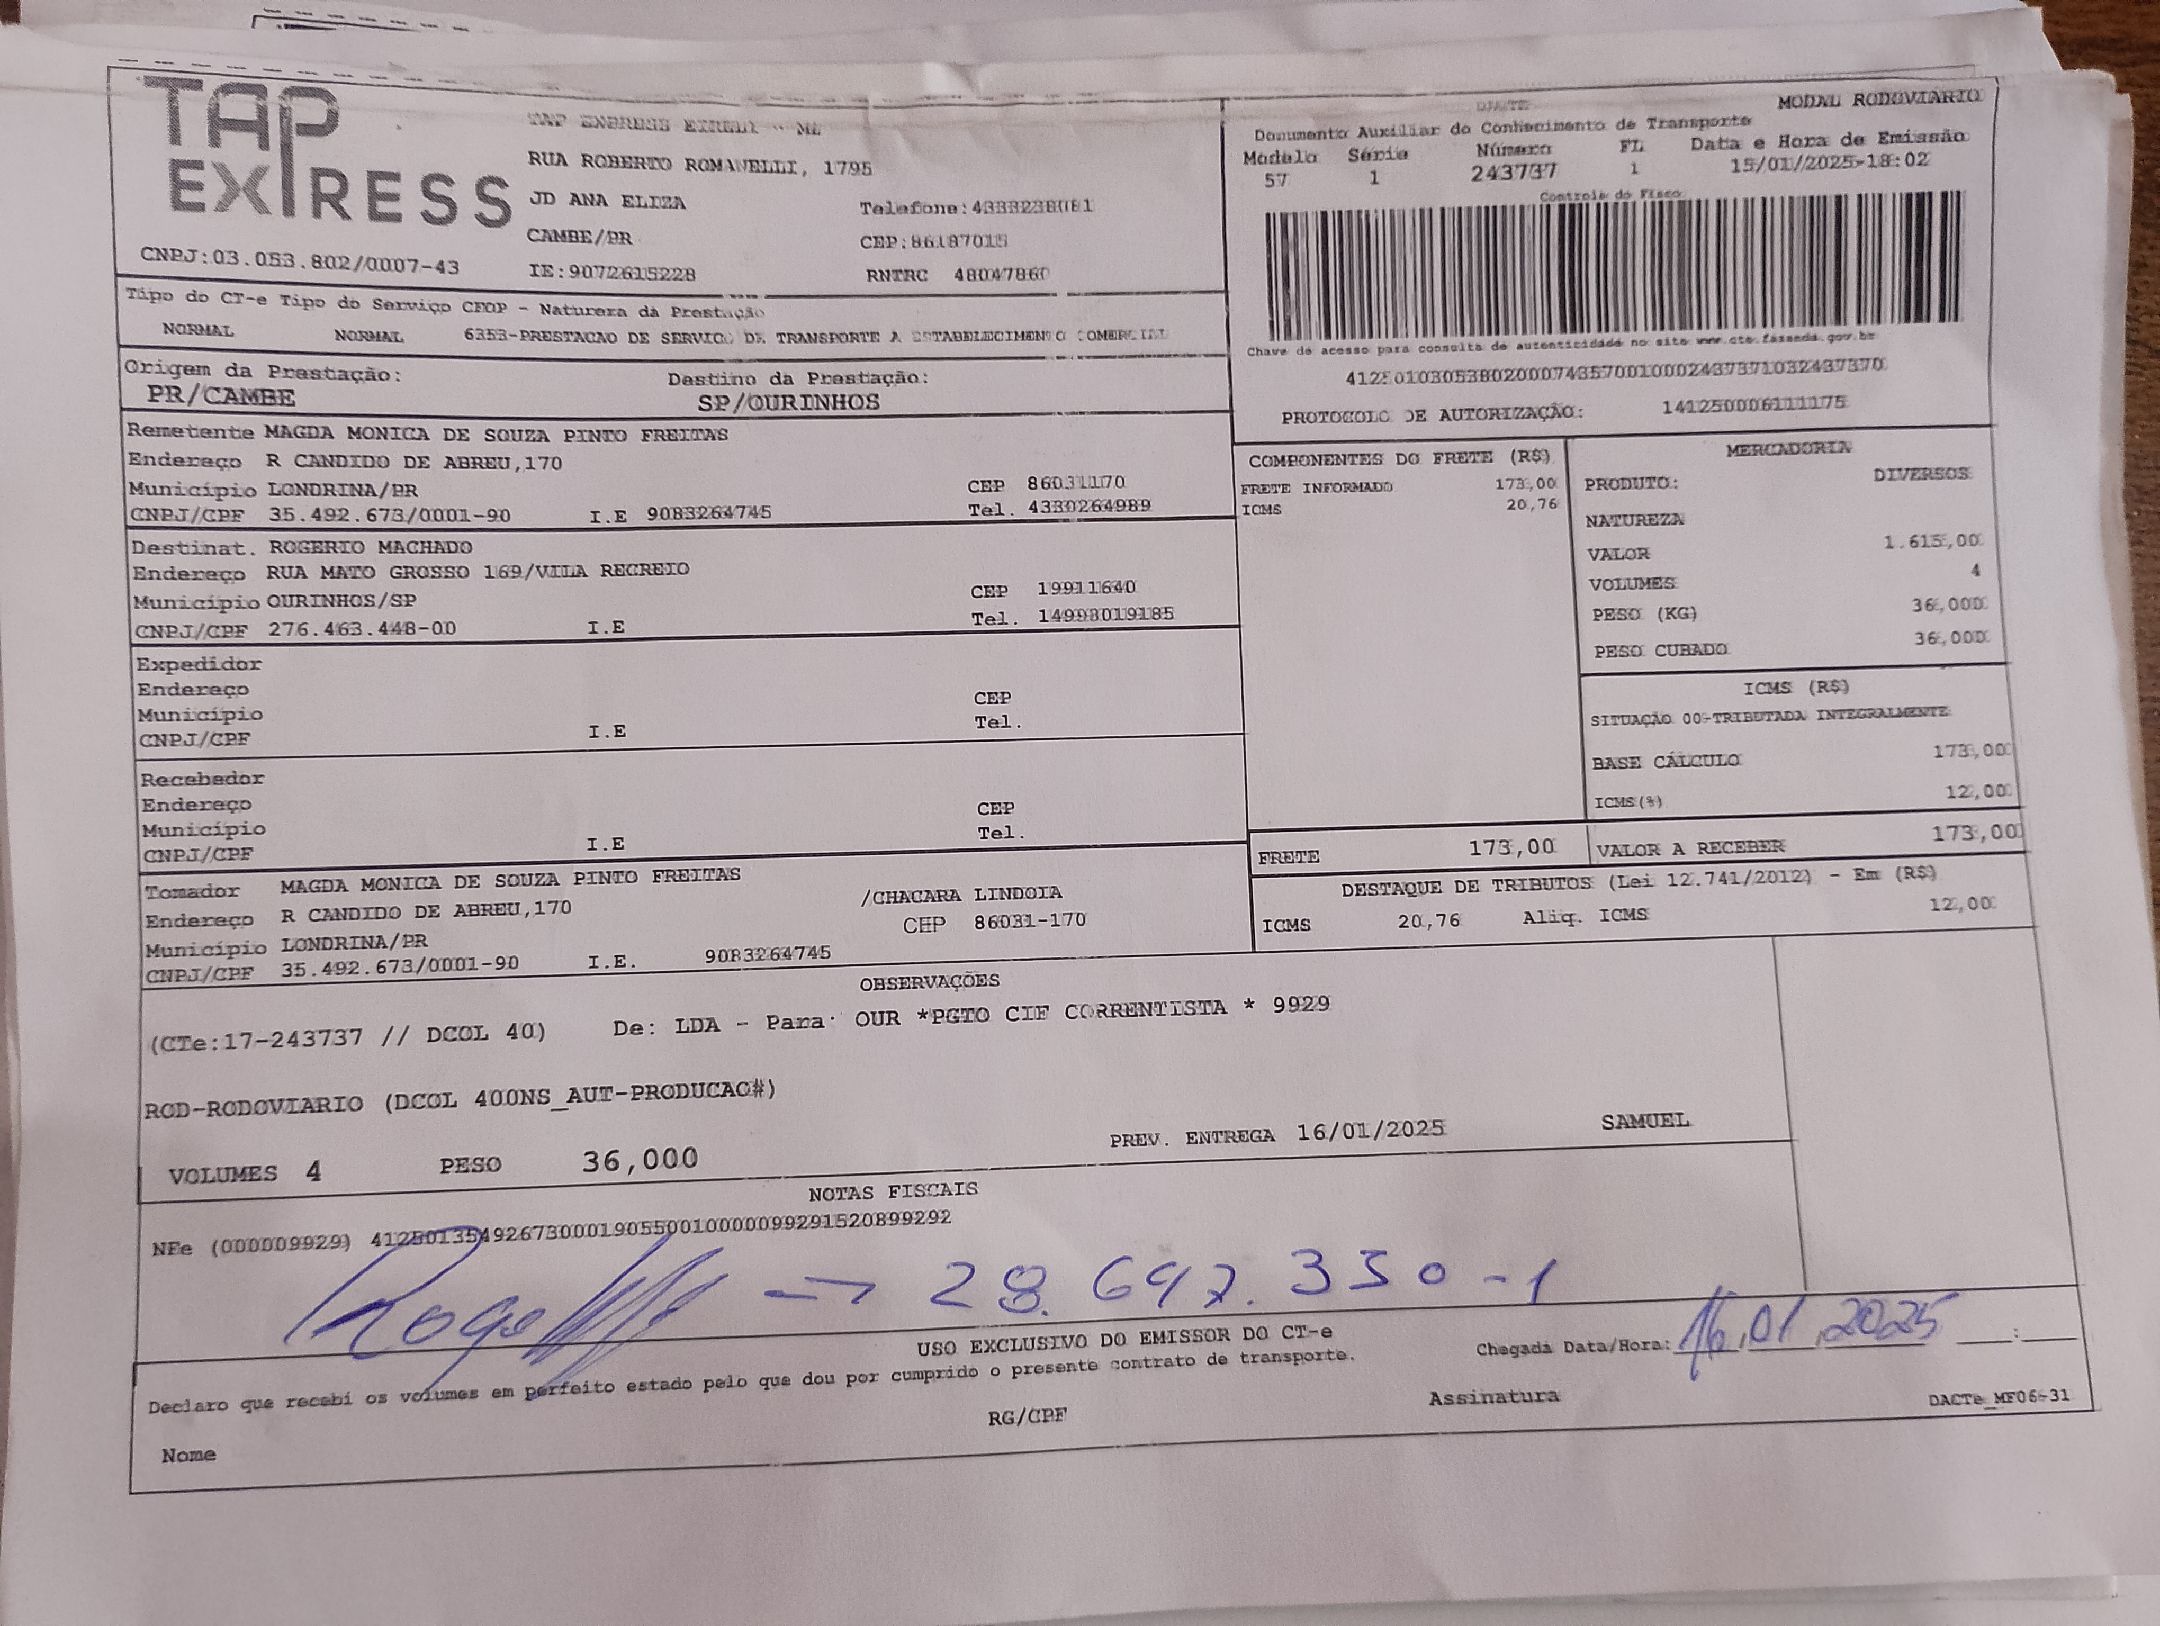 TAP EXPRESS
TAP EXPRESS EIRELI - ME
RUA ROBERTO ROMANELLI, 1795
JD ANA ELIZA Telefone:4333238081
CAMBE/PR CEP:86187015
CNPJ:03.053.802/0007-43 IE:9072615228 RNTRC 48047860
DACTE MODAL RODOVIARIO
Documento Auxiliar do Conhecimento de Transporte
Modelo Série Número FL Data e Hora de Emissão
57 1 243737 1 15/01/2025-18:02
Controle do Fisco
Chave de acesso para consulta de autenticidade no site www.cte.fazenda.gov.br
41250103053802000743570010002437371032437370
PROTOCOLO DE AUTORIZAÇÃO: 141250006111175
Tipo do CT-e Tipo do Serviço CFOP - Natureza da Prestação
NORMAL NORMAL 6353-PRESTACAO DE SERVICO DE TRANSPORTE A ESTABELECIMENTO COMERCIAL
Origem da Prestação: Destino da Prestação:
PR/CAMBE SP/OURINHOS
Remetente MAGDA MONICA DE SOUZA PINTO FREITAS
Endereço R CANDIDO DE ABREU,170
Município LONDRINA/PR CEP 86031170
CNPJ/CPF 35.492.673/0001-90 I.E 9083264745 Tel. 4330264989
Destinat. ROGERIO MACHADO
Endereço RUA MATO GROSSO 169/VILA RECREIO
Município OURINHOS/SP CEP 19911640
CNPJ/CPF 276.463.448-00 I.E Tel. 14998019185
Expedidor
Endereço
Município CEP
CNPJ/CPF I.E Tel.
Recebedor
Endereço
Município CEP
CNPJ/CPF I.E Tel.
Tomador MAGDA MONICA DE SOUZA PINTO FREITAS
Endereço R CANDIDO DE ABREU,170 /CHACARA LINDOIA
Município LONDRINA/PR CEP 86031-170
CNPJ/CPF 35.492.673/0001-90 I.E. 9083264745
COMPONENTES DO FRETE (R$)
FRETE INFORMADO 173,00
ICMS 20,76
MERCADORIA
PRODUTO: DIVERSOS
NATUREZA
VALOR 1.615,00
VOLUMES 4
PESO (KG) 36,000
PESO CUBADO 36,000
ICMS (R$)
SITUAÇÃO 00-TRIBUTADA INTEGRALMENTE
BASE CÁLCULO 173,00
ICMS(%) 12,00
FRETE 173,00 VALOR A RECEBER 173,00
DESTAQUE DE TRIBUTOS (Lei 12.741/2012) - Em (R$)
ICMS 20,76 Aliq. ICMS 12,00
OBSERVAÇÕES
(CTe:17-243737 // DCOL 40) De: LDA - Para: OUR *PGTO CIF CORRENTISTA * 9929
ROD-RODOVIARIO (DCOL 400NS_AUT-PRODUCAO#)
VOLUMES 4 PESO 36,000 PREV. ENTREGA 16/01/2025 SAMUEL
NOTAS FISCAIS
NFe (000009929) 41250135492673000190550010000099291520899292
28.647.350-1
USO EXCLUSIVO DO EMISSOR DO CT-e
Declaro que recebi os volumes em perfeito estado pelo que dou por cumprido o presente contrato de transporte.
Chegada Data/Hora: 16.01.2025 :
Nome RG/CPF Assinatura DACTe_MF06-31